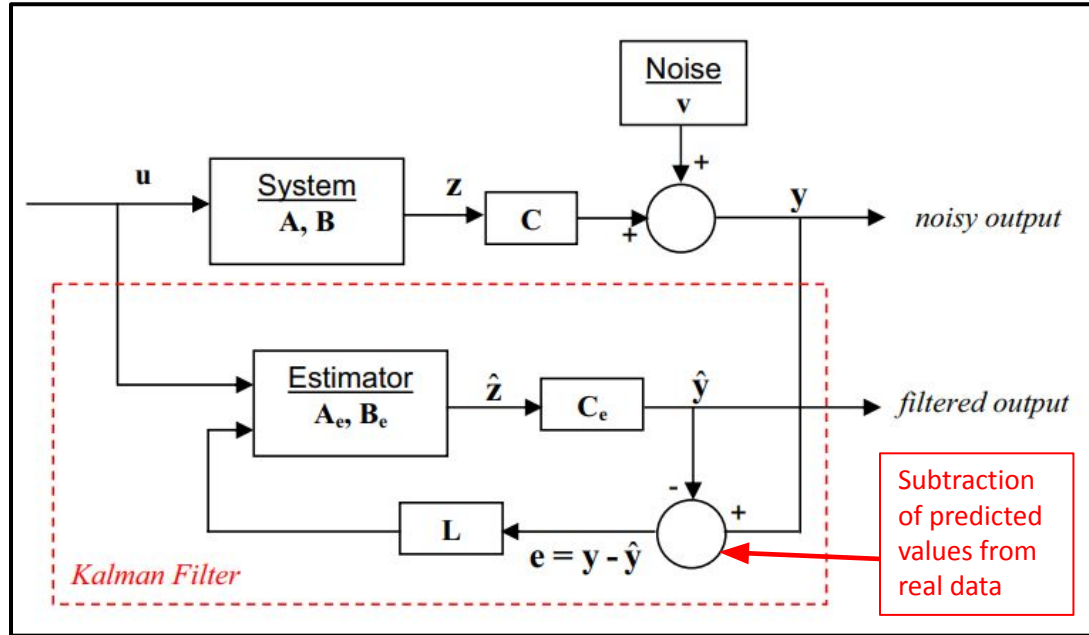 Noise
v
+
u
System
A, B
z
C
+
y
noisy output
Estimator
Aₑ, Bₑ
ẑ
Cₑ
ŷ
filtered output
-
+
L
e = y - ŷ
Kalman Filter
Subtraction
of predicted
values from
real data